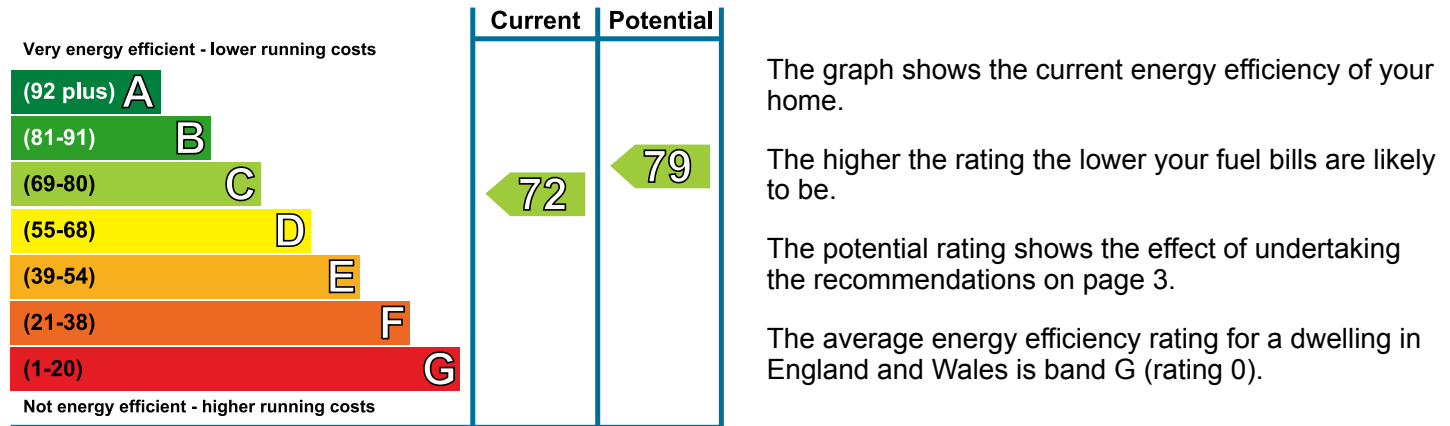 Current Potential
Very energy efficient - lower running costs
(92 plus) A
(81-91) B
(69-80) C
(55-68) D
(39-54) E
(21-38) F
(1-20) G
Not energy efficient - higher running costs
72
79
The graph shows the current energy efficiency of your
home.
The higher the rating the lower your fuel bills are likely
to be.
The potential rating shows the effect of undertaking
the recommendations on page 3.
The average energy efficiency rating for a dwelling in
England and Wales is band G (rating 0).